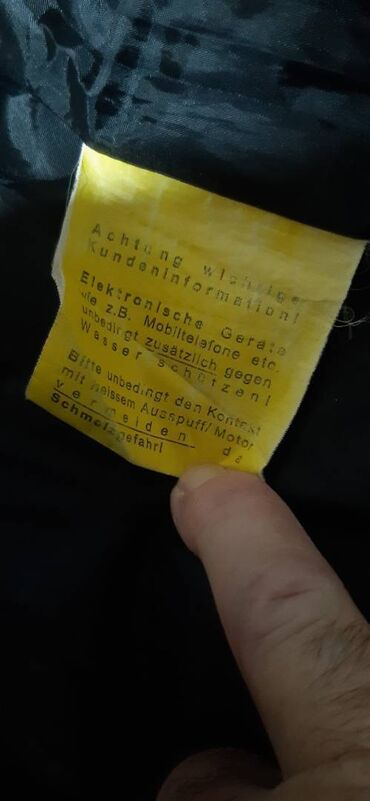 Achtung wichtige
Kundeninformation!
Elektronische Geräte
wie z.B. Mobiltelefone etc.
unbedingt zusätzlich gegen
Wasser schützen!
Bitte unbedingt den Kontakt
mit heissem Auspuff/Motor
vermeiden da
Schmelzgefahr!